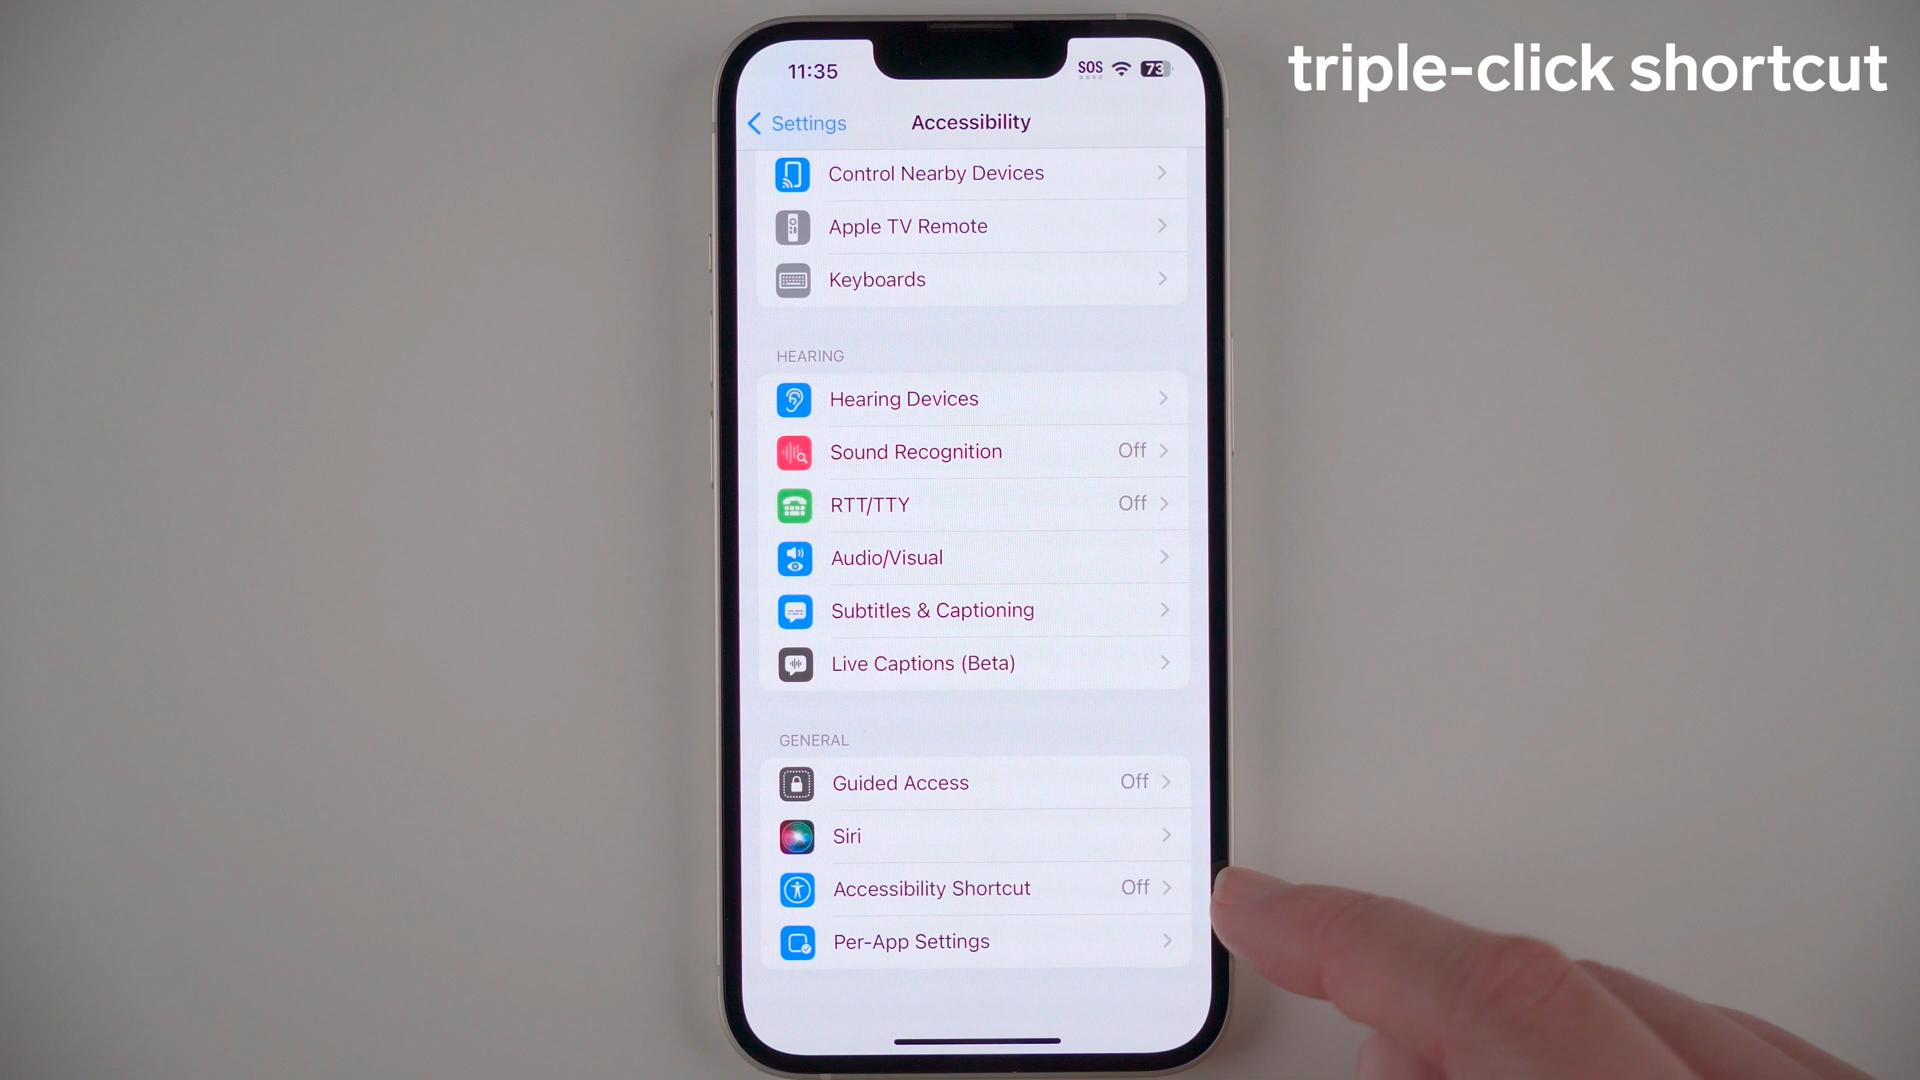 triple-click shortcut
11:35
SOS 73
Settings Accessibility
Control Nearby Devices
Apple TV Remote
Keyboards
HEARING
Hearing Devices
Sound Recognition Off
RTT/TTY Off
Audio/Visual
Subtitles & Captioning
Live Captions (Beta)
GENERAL
Guided Access Off
Siri
Accessibility Shortcut Off
Per-App Settings